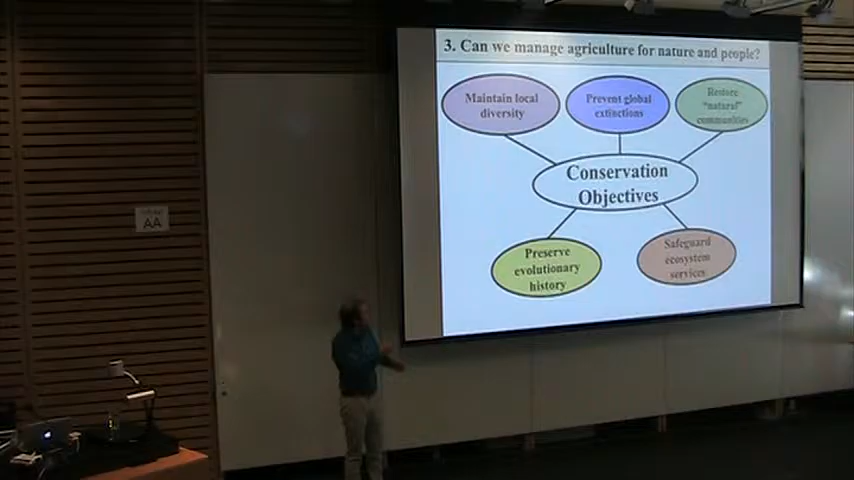 3. Can we manage agriculture for nature and people?
Maintain local
diversity
Prevent global
extinctions
Restore
"natural"
communities
Conservation
Objectives
Preserve
evolutionary
history
Safeguard
ecosystem
services
AA